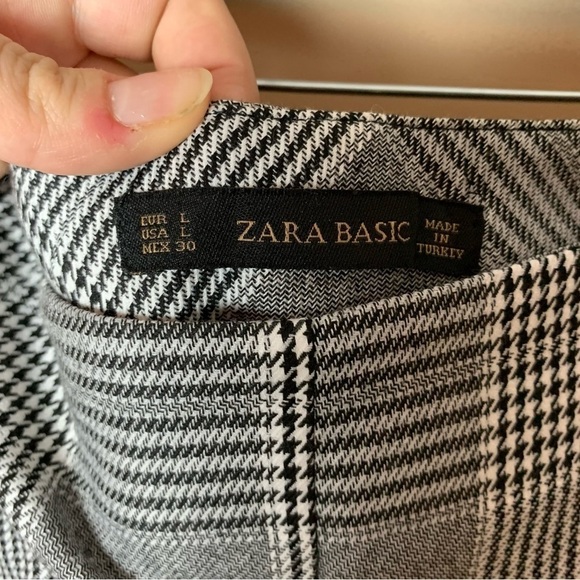 EUR L
USA L
MEX 30
ZARA BASIC
MADE
IN
TURKEY